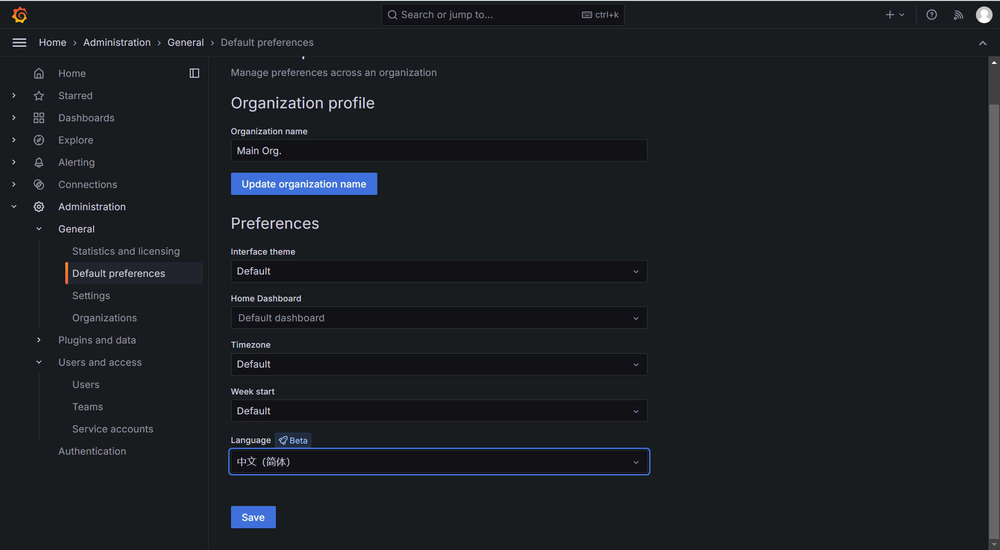 Search or jump to...
ctrl+k
Home
Administration
General
Default preferences
Home
Starred
Dashboards
Explore
Alerting
Connections
Administration
General
Statistics and licensing
Default preferences
Settings
Organizations
Plugins and data
Users and access
Users
Teams
Service accounts
Authentication
Manage preferences across an organization
Organization profile
Organization name
Main Org.
Update organization name
Preferences
Interface theme
Default
Home Dashboard
Default dashboard
Timezone
Default
Week start
Default
Language
Beta
中文（简体）
Save